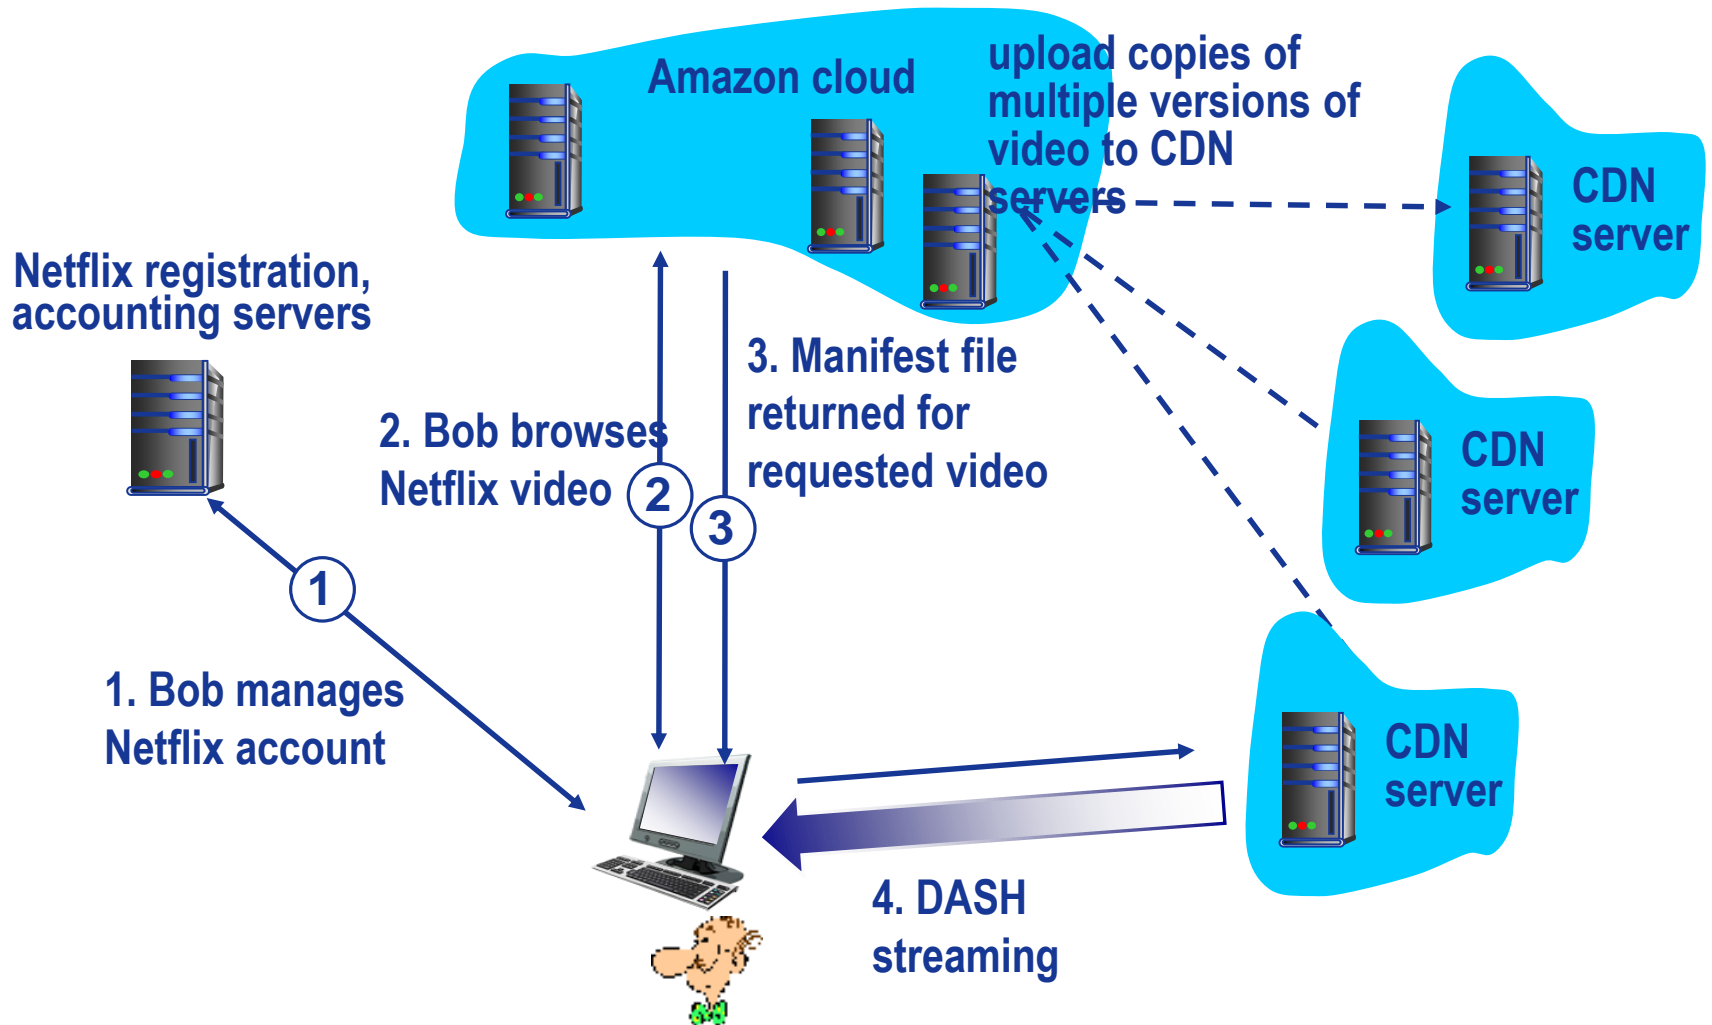 Amazon cloud
upload copies of
multiple versions of
video to CDN
servers
CDN
server
Netflix registration,
accounting servers
3. Manifest file
returned for
requested video
2. Bob browses
Netflix video
2
3
CDN
server
1
1. Bob manages
Netflix account
CDN
server
4. DASH
streaming